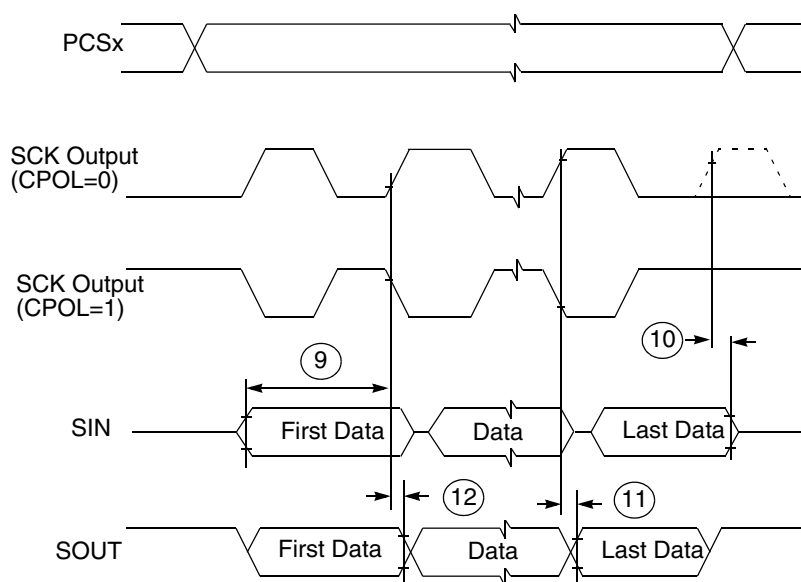 PCSx
SCK Output
(CPOL=0)
SCK Output
(CPOL=1)
10
9
SIN
First Data
Data
Last Data
12
11
SOUT
First Data
Data
Last Data